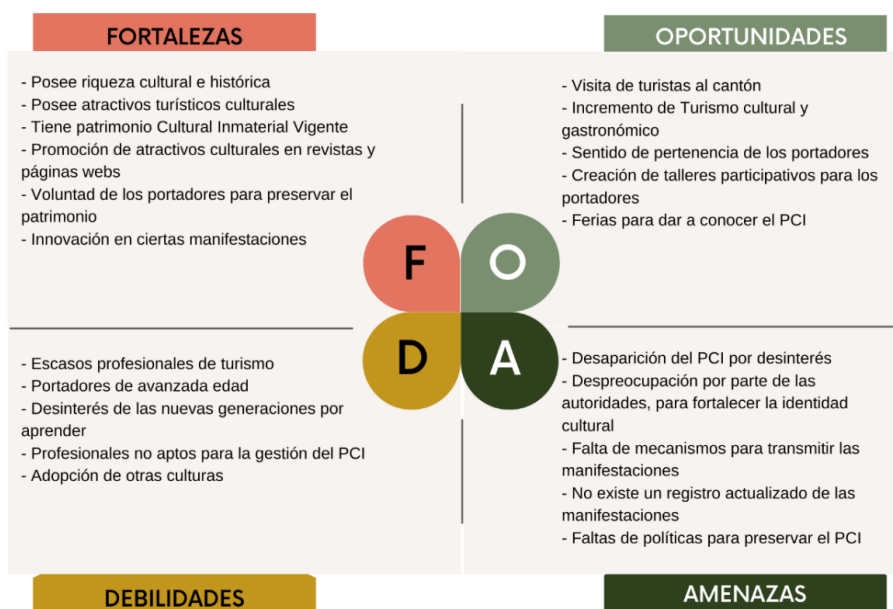 FORTALEZAS
- Posee riqueza cultural e histórica
- Posee atractivos turísticos culturales
- Tiene patrimonio Cultural Inmaterial Vigente
- Promoción de atractivos culturales en revistas y
páginas webs
- Voluntad de los portadores para preservar el
patrimonio
- Innovación en ciertas manifestaciones
OPORTUNIDADES
- Visita de turistas al cantón
- Incremento de Turismo cultural y
gastronómico
- Sentido de pertenencia de los portadores
- Creación de talleres participativos para los
portadores
- Ferias para dar a conocer el PCI
F
O
D
A
- Escasos profesionales de turismo
- Portadores de avanzada edad
- Desinterés de las nuevas generaciones por
aprender
- Profesionales no aptos para la gestión del PCI
- Adopción de otras culturas
DEBILIDADES
- Desaparición del PCI por desinterés
- Despreocupación por parte de las
autoridades, para fortalecer la identidad
cultural
- Falta de mecanismos para transmitir las
manifestaciones
- No existe un registro actualizado de las
manifestaciones
- Faltas de políticas para preservar el PCI
AMENAZAS